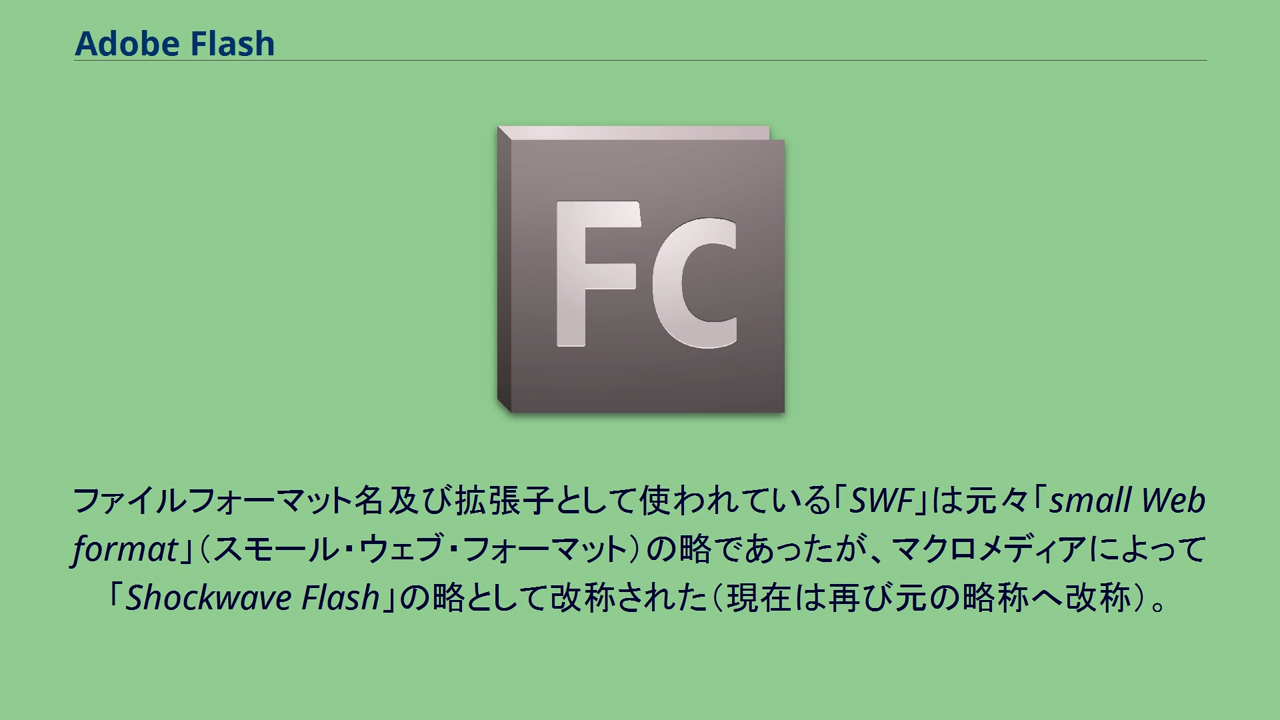 Adobe Flash
Fc
ファイルフォーマット名及び拡張子として使われている「SWF」は元々「small Web
format」（スモール・ウェブ・フォーマット）の略であったが、マクロメディアによって
「Shockwave Flash」の略として改称された（現在は再び元の略称へ改称）。